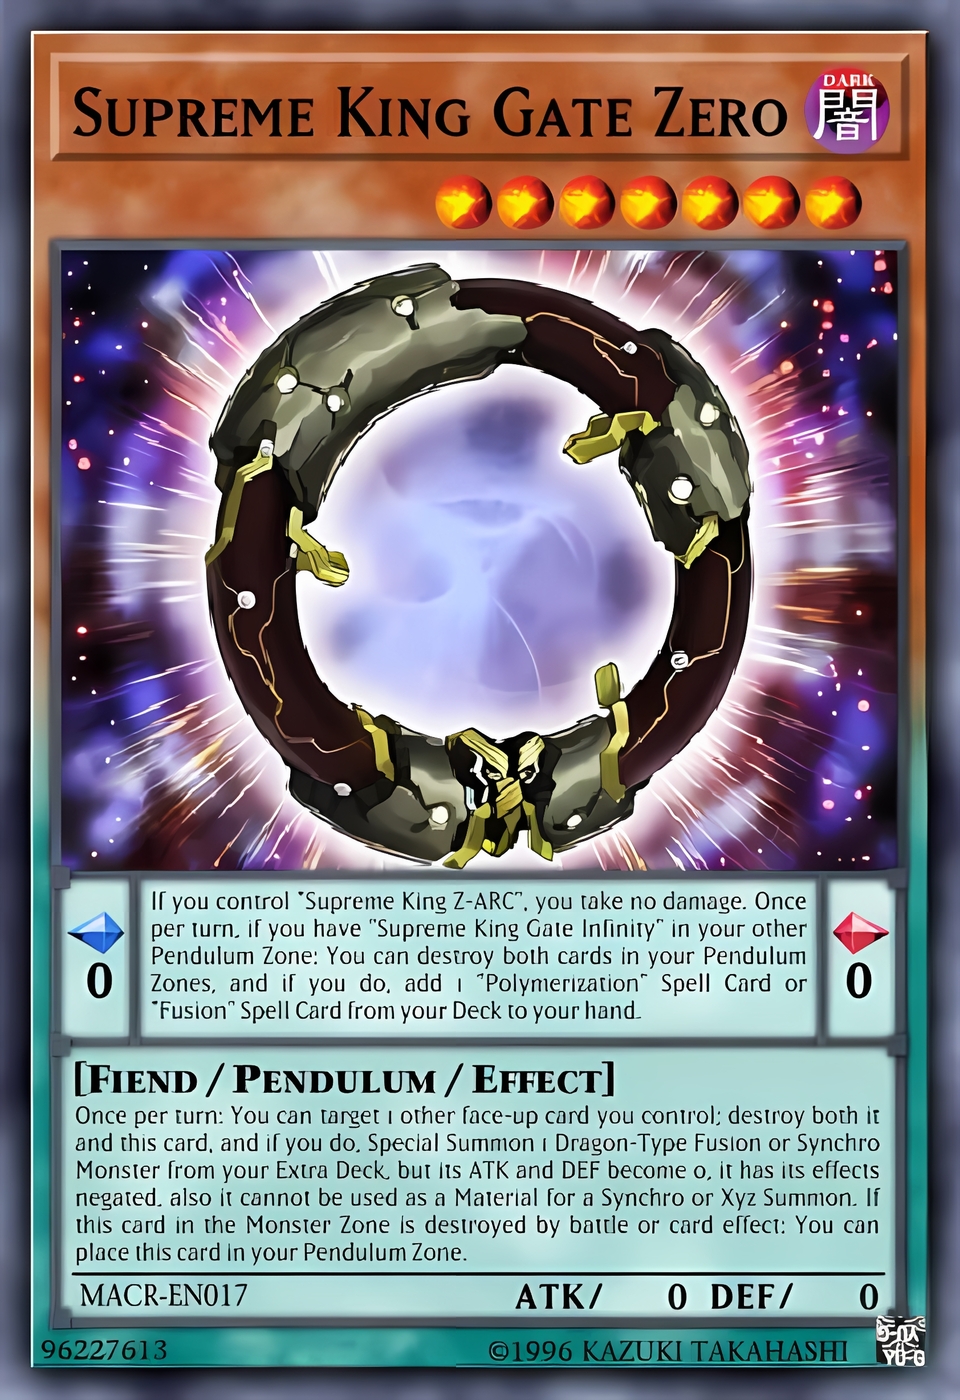 SUPREME KING GATE ZERO
DARK
闇
If you control "Supreme King Z-ARC", you take no damage. Once
per turn, if you have "Supreme King Gate Infinity" in your other
Pendulum Zone: You can destroy both cards in your Pendulum
Zones, and if you do, add 1 "Polymerization" Spell Card or
"Fusion" Spell Card from your Deck to your hand.
0
0
[FIEND / PENDULUM / EFFECT]
Once per turn: You can target 1 other face-up card you control; destroy both it
and this card, and if you do, Special Summon 1 Dragon-Type Fusion or Synchro
Monster from your Extra Deck, but its ATK and DEF become 0, it has its effects
negated, also it cannot be used as a Material for a Synchro or Xyz Summon. If
this card in the Monster Zone is destroyed by battle or card effect: You can
place this card in your Pendulum Zone.
MACR-EN017 ATK/ 0 DEF/ 0
96227613 ©1996 KAZUKI TAKAHASHI